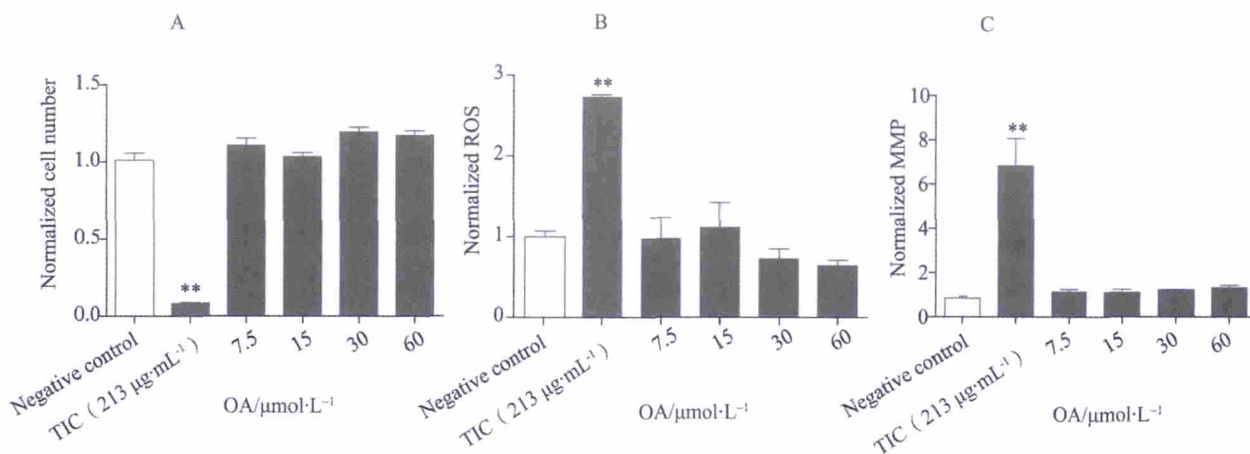 A
Normalized cell number
1.5
1.0
0.5
0.0
**
Negative control
TIC ( 213 μg·mL⁻¹ )
7.5
15
30
60
OA/μmol·L⁻¹
B
Normalized ROS
3
2
1
0
**
Negative control
TIC ( 213 μg·mL⁻¹ )
7.5
15
30
60
OA/μmol·L⁻¹
C
Normalized MMP
10
8
6
4
2
0
**
Negative control
TIC ( 213 μg·mL⁻¹ )
7.5
15
30
60
OA/μmol·L⁻¹